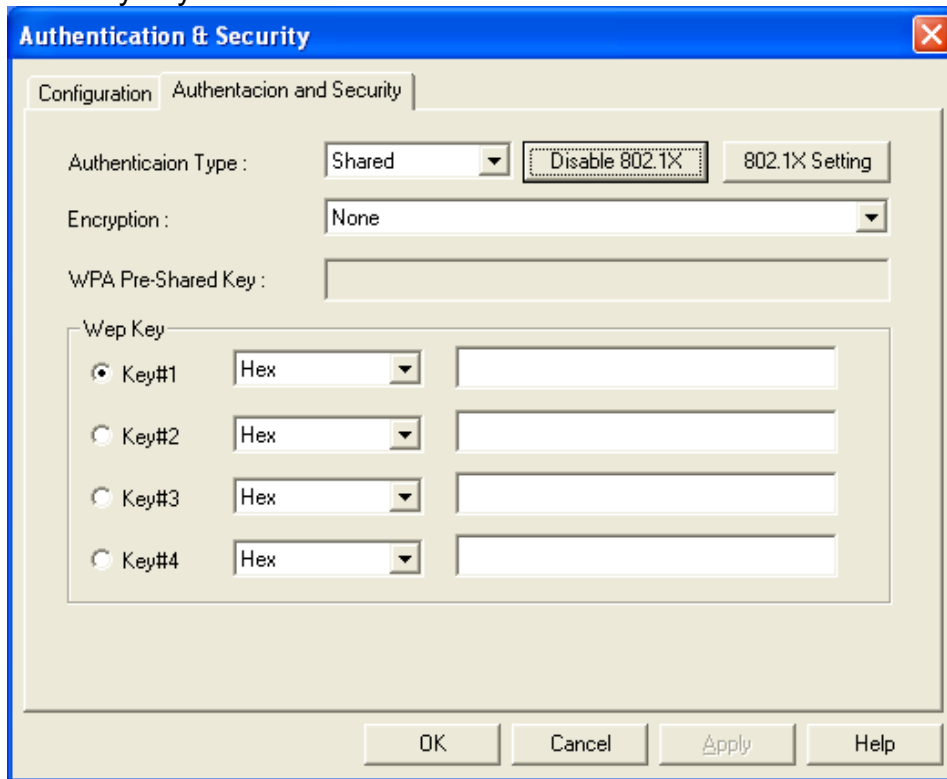 Authentication & Security
Configuration Authentacion and Security
Authenticaion Type : Shared Disable 802.1X 802.1X Setting
Encryption : None
WPA Pre-Shared Key :
Wep Key
Key#1 Hex
Key#2 Hex
Key#3 Hex
Key#4 Hex
OK Cancel Apply Help